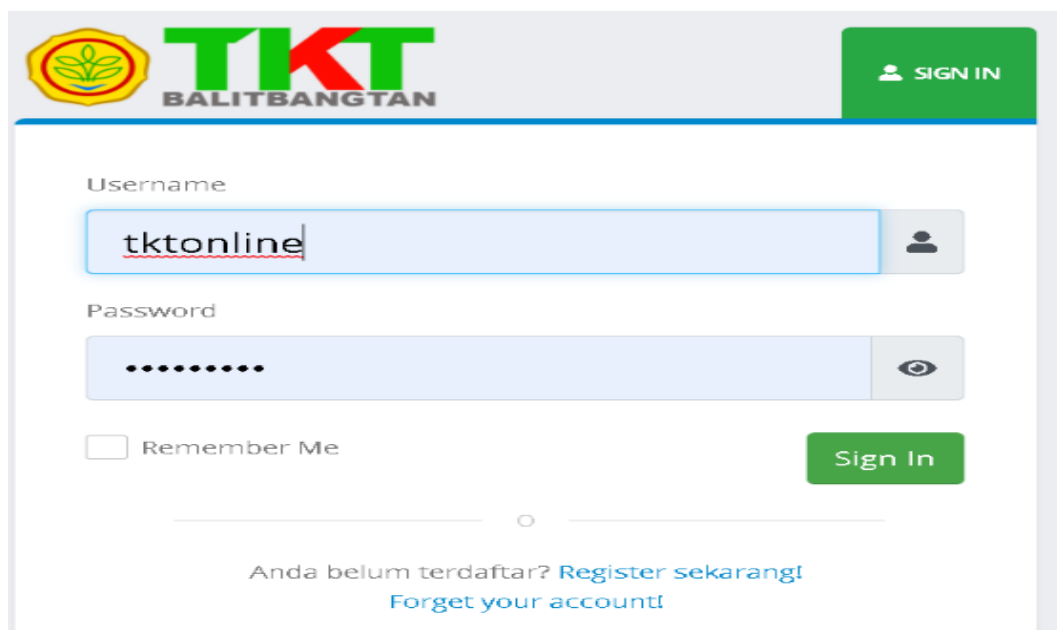 TKT
BALITBANGTAN
SIGN IN
Username
tktonline
Password
•••••••••
Remember Me
Sign In
O
Anda belum terdaftar? Register sekarang!
Forget your account!